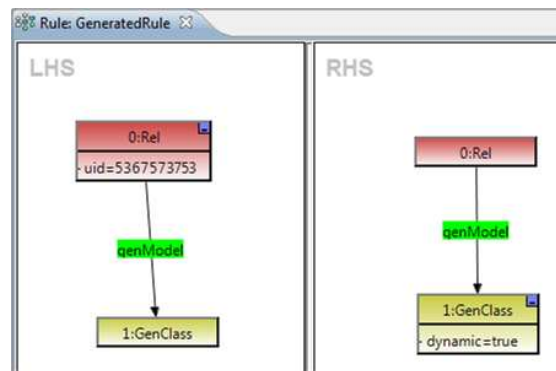 Rule: GeneratedRule
LHS
0:Rel
- uid=5367573753
genModel
1:GenClass
RHS
0:Rel
genModel
1:GenClass
- dynamic=true